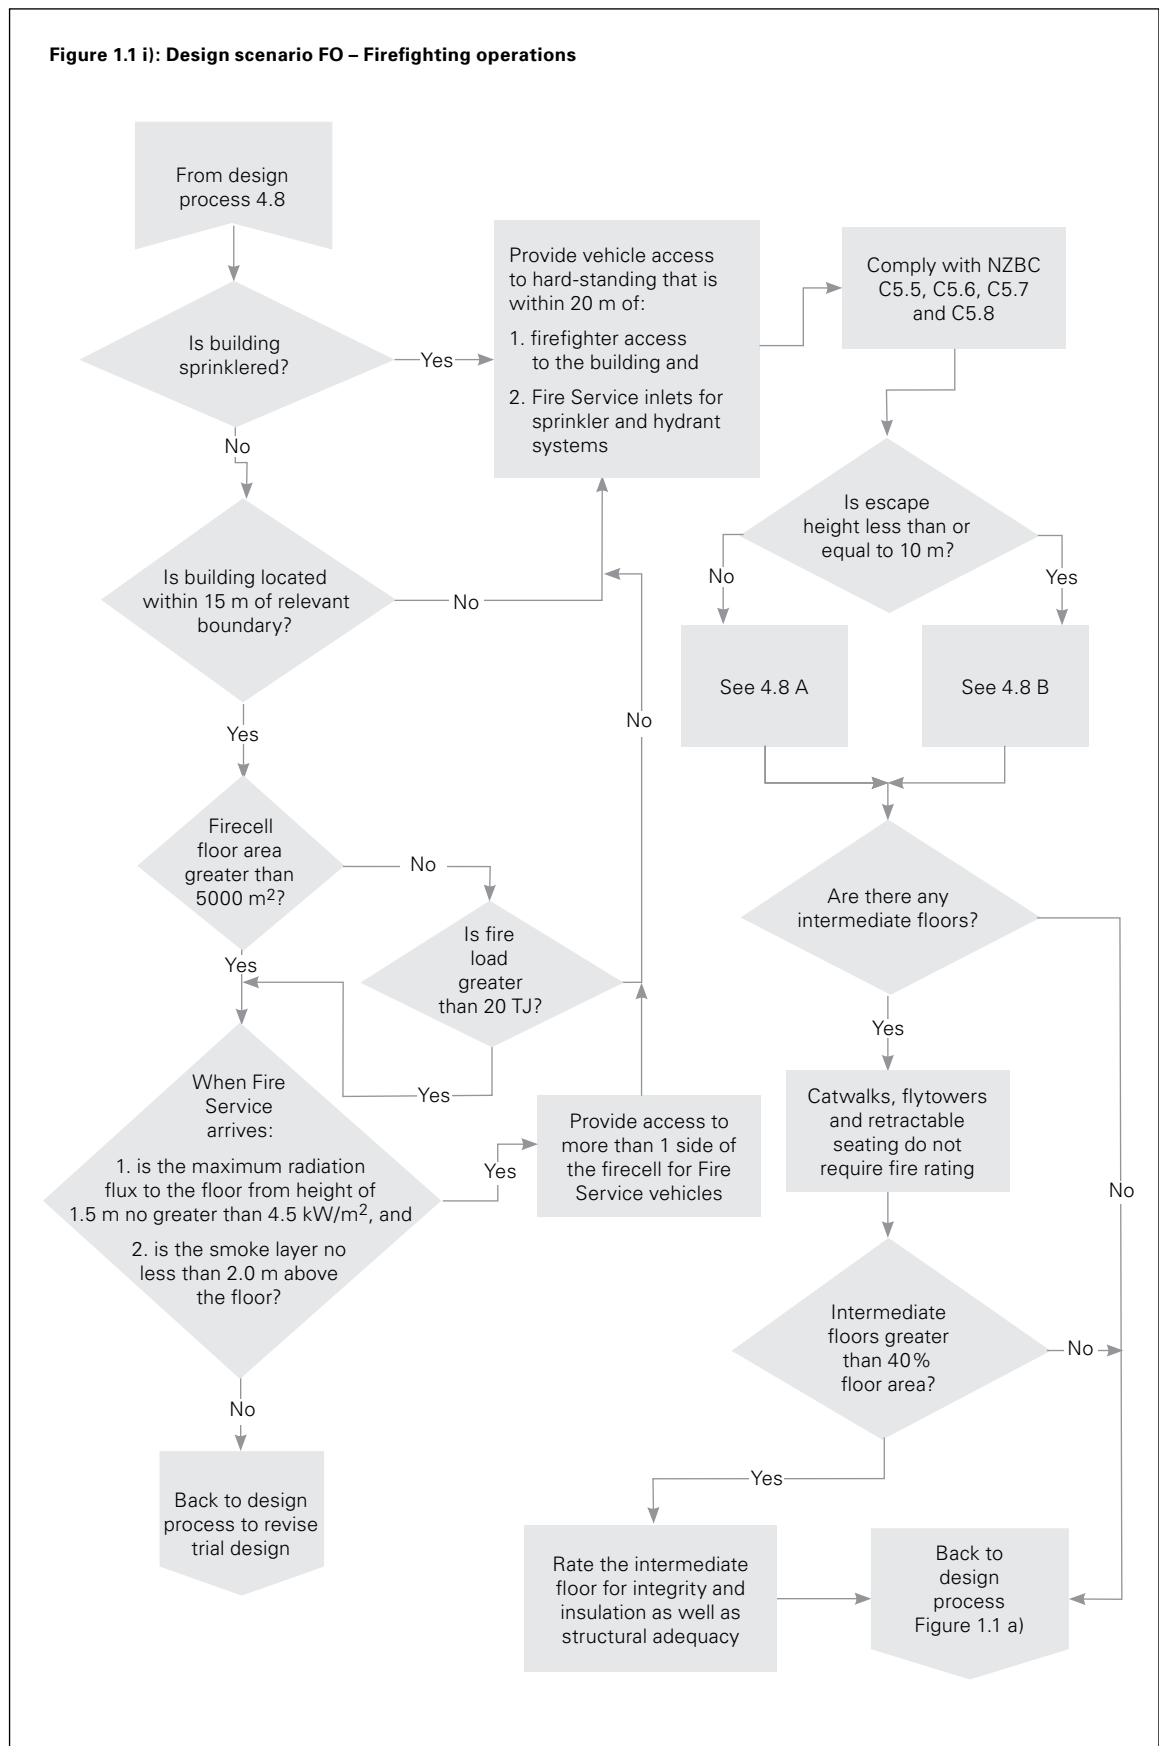 Figure 1.1 i): Design scenario FO – Firefighting operations
From design
process 4.8
Is building
sprinklered?
Yes
No
Provide vehicle access
to hard-standing that is
within 20 m of:
1. firefighter access
to the building and
2. Fire Service inlets for
sprinkler and hydrant
systems
Comply with NZBC
C5.5, C5.6, C5.7
and C5.8
Is building located
within 15 m of relevant
boundary?
No
Yes
Is escape
height less than or
equal to 10 m?
No
Yes
See 4.8 A
See 4.8 B
Firecell
floor area
greater than
5000 m²?
No
Yes
Is fire
load
greater
than 20 TJ?
No
Yes
When Fire
Service
arrives:
1. is the maximum radiation
flux to the floor from height of
1.5 m no greater than 4.5 kW/m², and
2. is the smoke layer no
less than 2.0 m above
the floor?
Yes
No
Provide access to
more than 1 side of
the firecell for Fire
Service vehicles
Back to design
process to revise
trial design
Are there any
intermediate floors?
Yes
No
Catwalks, flytowers
and retractable
seating do not
require fire rating
Intermediate
floors greater
than 40%
floor area?
No
Yes
Rate the intermediate
floor for integrity and
insulation as well as
structural adequacy
Back to
design
process
Figure 1.1 a)